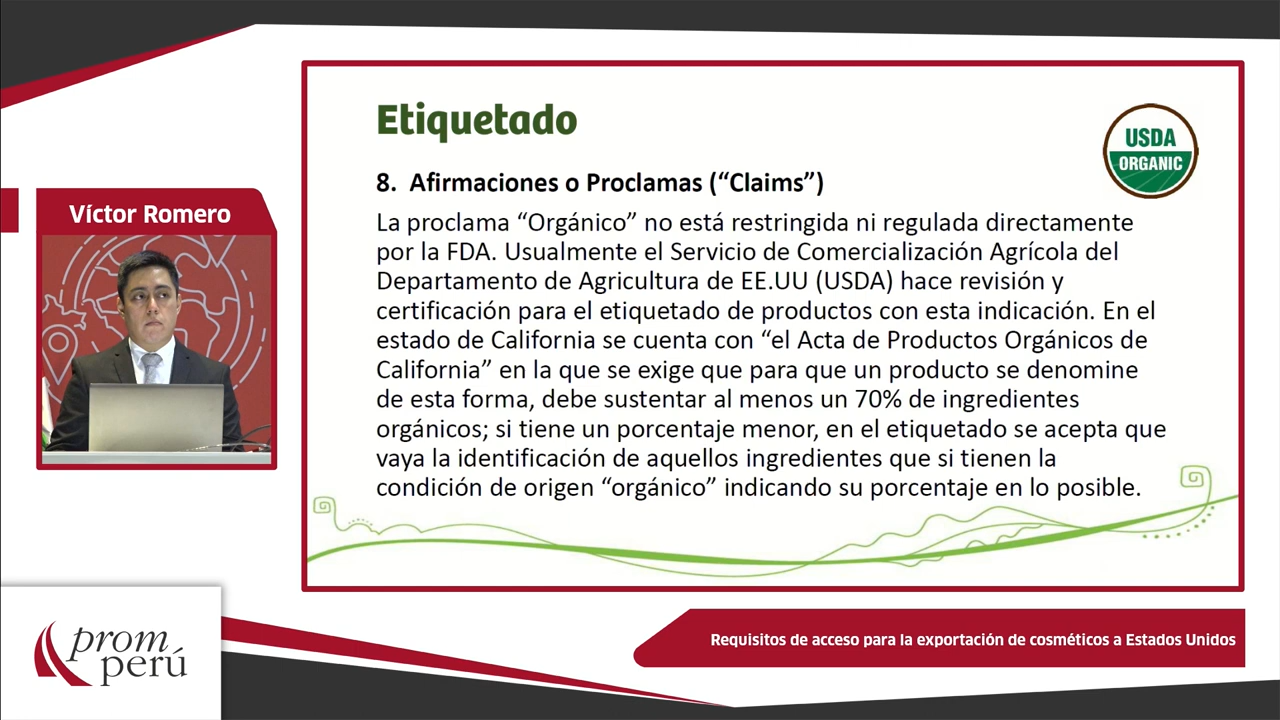 Etiquetado
USDA
ORGANIC
8. Afirmaciones o Proclamas (“Claims”)
La proclama “Orgánico” no está restringida ni regulada directamente
por la FDA. Usualmente el Servicio de Comercialización Agrícola del
Departamento de Agricultura de EE.UU (USDA) hace revisión y
certificación para el etiquetado de productos con esta indicación. En el
estado de California se cuenta con “el Acta de Productos Orgánicos de
California” en la que se exige que para que un producto se denomine
de esta forma, debe sustentar al menos un 70% de ingredientes
orgánicos; si tiene un porcentaje menor, en el etiquetado se acepta que
vaya la identificación de aquellos ingredientes que si tienen la
condición de origen “orgánico” indicando su porcentaje en lo posible.
Víctor Romero
prom
perú
Requisitos de acceso para la exportación de cosméticos a Estados Unidos